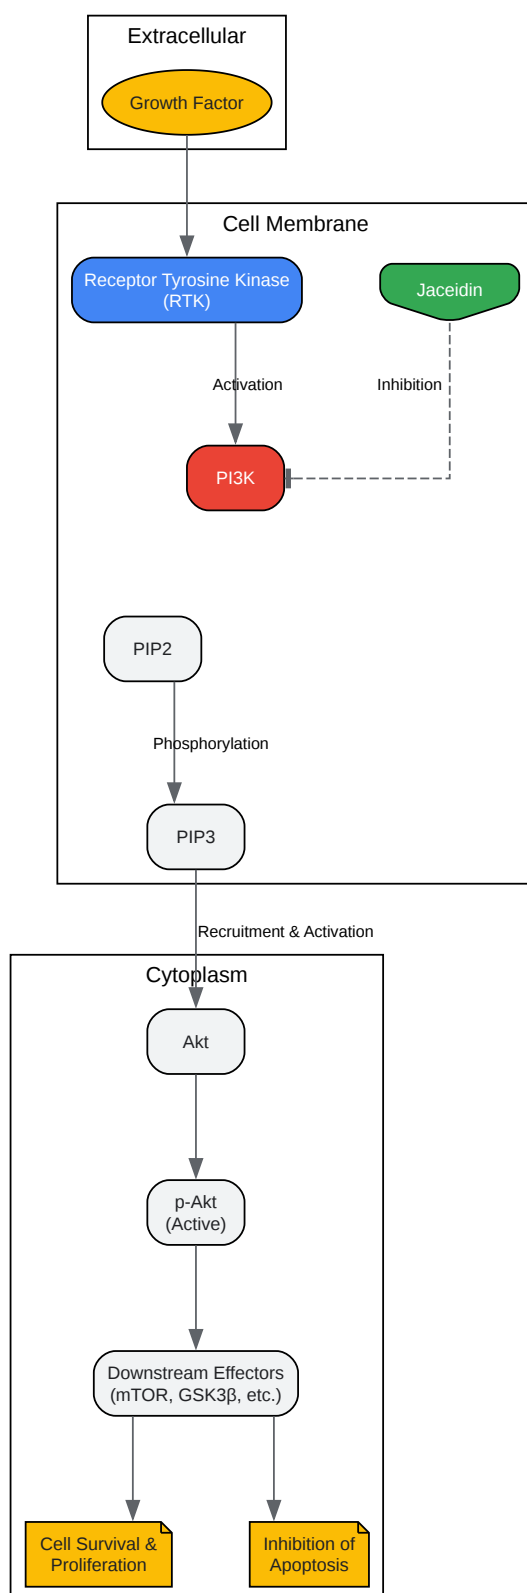 Extracellular
Growth Factor
Cell Membrane
Receptor Tyrosine Kinase
(RTK)
Jaceidin
Activation
Inhibition
PI3K
PIP2
Phosphorylation
PIP3
Recruitment & Activation
Cytoplasm
Akt
p-Akt
(Active)
Downstream Effectors
(mTOR, GSK3β, etc.)
Cell Survival &
Proliferation
Inhibition of
Apoptosis